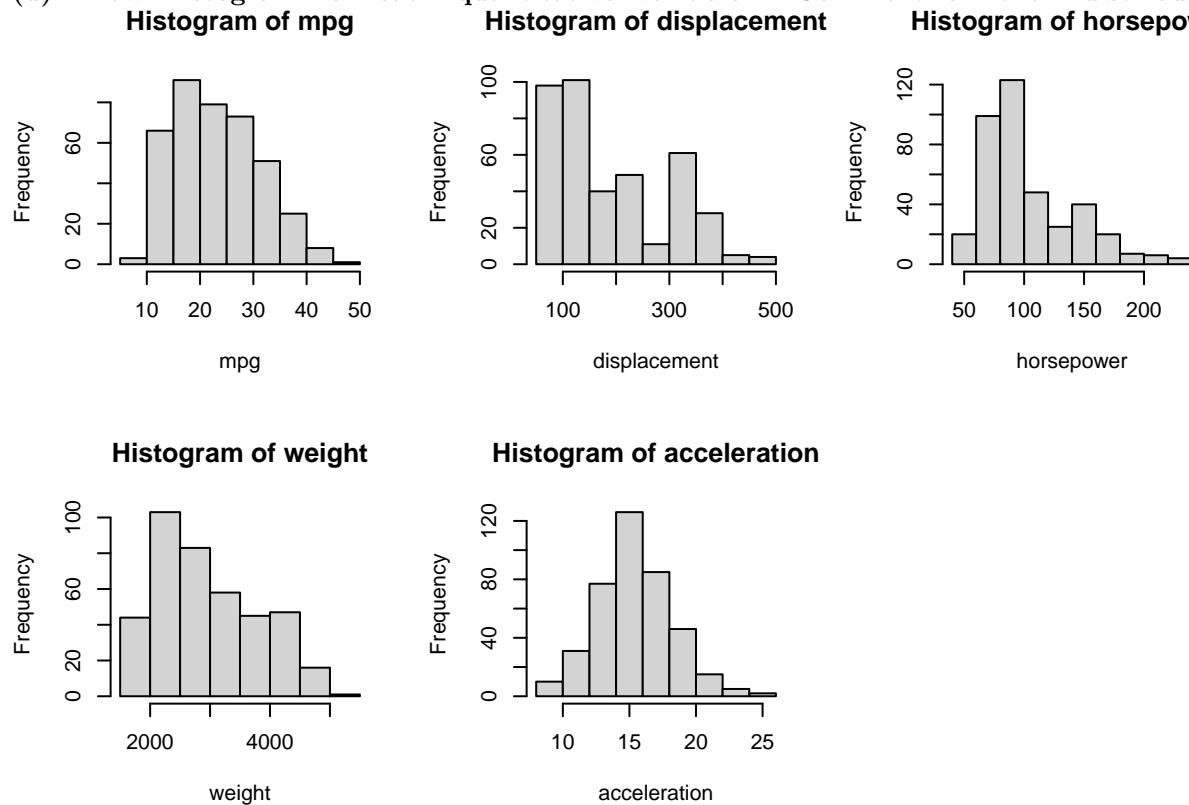 Histogram of mpg
Histogram of displacement
Histogram of horsepow
Frequency
0
20
60
10 20 30 40 50
mpg
Frequency
0
20
60
100
100 300 500
displacement
Frequency
0
40
80
120
50 100 150 200
horsepower
Histogram of weight
Histogram of acceleration
Frequency
0
20
60
100
2000 4000
weight
Frequency
0
40
80
120
10 15 20 25
acceleration